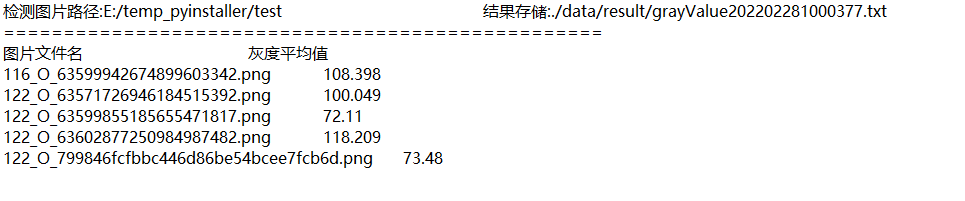 检测图片路径:E:/temp_pyinstaller/test 结果存储:./data/result/grayValue202202281000377.txt
==================================================
图片文件名 灰度平均值
116_O_63599942674899603342.png 108.398
122_O_63571726946184515392.png 100.049
122_O_63599855185655471817.png 72.11
122_O_63602877250984987482.png 118.209
122_O_799846fcfbbc446d86be54bcee7fcb6d.png 73.48